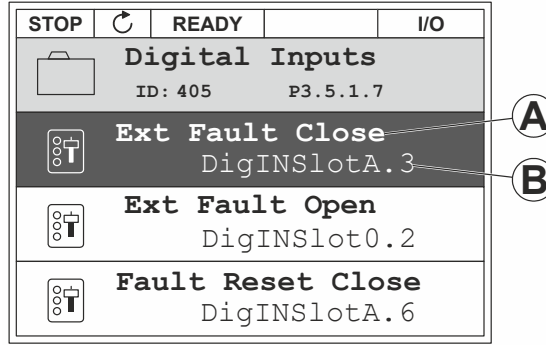 STOP READY I/O
Digital Inputs
ID: 405 P3.5.1.7
Ext Fault Close
A
DigINSlotA.3
B
Ext Fault Open
DigINSlot0.2
Fault Reset Close
DigINSlotA.6